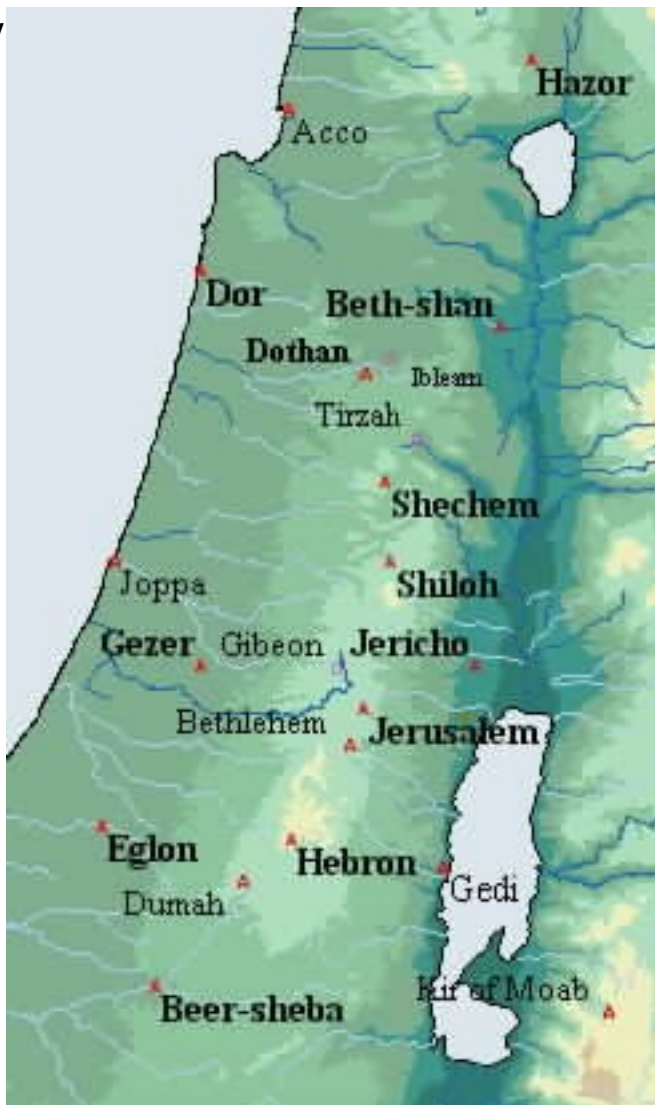 Hazor
Acco
Dor
Beth-shan
Dothan
Ibleam
Tirzah
Shechem
Joppa
Shiloh
Gezer
Gibeon
Jericho
Bethlehem
Jerusalem
Eglon
Hebron
Gedi
Dumah
Kir of Moab
Beer-sheba